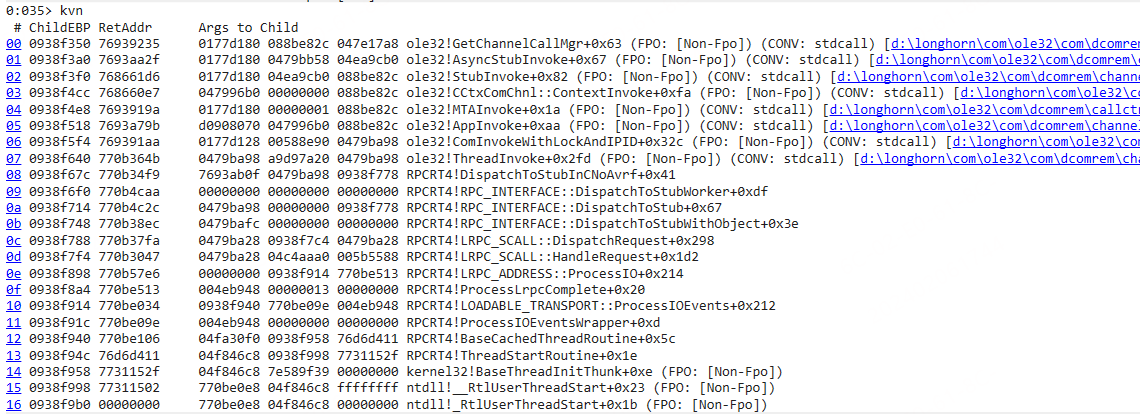 0:035> kvn
 # ChildEBP RetAddr      Args to Child
00 0938f350 76939235     0177d180 088be82c 047e17a8 ole32!GetChannelCallMgr+0x63 (FPO: [Non-Fpo]) (CONV: stdcall) [d:\longhorn\com\ole32\com\dcomrem\
01 0938f3a0 7693aa2f     0177d180 0479bb58 04ea9cb0 ole32!AsyncStubInvoke+0x67 (FPO: [Non-Fpo]) (CONV: stdcall) [d:\longhorn\com\ole32\com\dcomrem\c
02 0938f3f0 768661d6     0177d180 04ea9cb0 088be82c ole32!StubInvoke+0x82 (FPO: [Non-Fpo]) (CONV: stdcall) [d:\longhorn\com\ole32\com\dcomrem\channe
03 0938f4cc 768660e7     047996b0 00000000 088be82c ole32!CCtxComChnl::ContextInvoke+0xfa (FPO: [Non-Fpo]) (CONV: stdcall) [d:\longhorn\com\ole32\co
04 0938f4e8 7693919a     0177d180 00000001 088be82c ole32!MTAInvoke+0x1a (FPO: [Non-Fpo]) (CONV: stdcall) [d:\longhorn\com\ole32\com\dcomrem\callct
05 0938f518 7693a79b     d0908070 047996b0 088be82c ole32!AppInvoke+0xaa (FPO: [Non-Fpo]) (CONV: stdcall) [d:\longhorn\com\ole32\com\dcomrem\channel
06 0938f5f4 769391aa     0177d128 00588e90 0479ba98 ole32!ComInvokeWithLockAndIPID+0x32c (FPO: [Non-Fpo]) (CONV: stdcall) [d:\longhorn\com\ole32\com
07 0938f640 770b364b     0479ba98 a9d97a20 0479ba98 ole32!ThreadInvoke+0x2fd (FPO: [Non-Fpo]) (CONV: stdcall) [d:\longhorn\com\ole32\com\dcomrem\cha
08 0938f67c 770b34f9     7693ab0f 0479ba98 0938f778 RPCRT4!DispatchToStubInCNoAvrf+0x41
09 0938f6f0 770b4caa     00000000 00000000 00000000 RPCRT4!RPC_INTERFACE::DispatchToStubWorker+0xdf
0a 0938f714 770b4c2c     0479ba98 00000000 0938f778 RPCRT4!RPC_INTERFACE::DispatchToStub+0x67
0b 0938f748 770b38ec     0479bafc 00000000 00000000 RPCRT4!RPC_INTERFACE::DispatchToStubWithObject+0x3e
0c 0938f788 770b37fa     0479ba28 0938f7c4 0479ba28 RPCRT4!LRPC_SCALL::DispatchRequest+0x298
0d 0938f7f4 770b3047     0479ba28 04c4aaa0 005b5588 RPCRT4!LRPC_SCALL::HandleRequest+0x1d2
0e 0938f898 770b57e6     00000000 0938f914 770be513 RPCRT4!LRPC_ADDRESS::ProcessIO+0x214
0f 0938f8a4 770be513     004eb948 00000013 00000000 RPCRT4!ProcessLrpcComplete+0x20
10 0938f914 770be034     0938f940 770be09e 004eb948 RPCRT4!LOADABLE_TRANSPORT::ProcessIOEvents+0x212
11 0938f91c 770be09e     004eb948 00000000 00000000 RPCRT4!ProcessIOEventsWrapper+0xd
12 0938f940 770be106     04fa30f0 0938f958 76d6d411 RPCRT4!BaseCachedThreadRoutine+0x5c
13 0938f94c 76d6d411     04f846c8 0938f998 7731152f RPCRT4!ThreadStartRoutine+0x1e
14 0938f958 7731152f     04f846c8 7e589f39 00000000 kernel32!BaseThreadInitThunk+0xe (FPO: [Non-Fpo])
15 0938f998 77311502     770be0e8 04f846c8 ffffffff ntdll!__RtlUserThreadStart+0x23 (FPO: [Non-Fpo])
16 0938f9b0 00000000     770be0e8 04f846c8 00000000 ntdll!_RtlUserThreadStart+0x1b (FPO: [Non-Fpo])